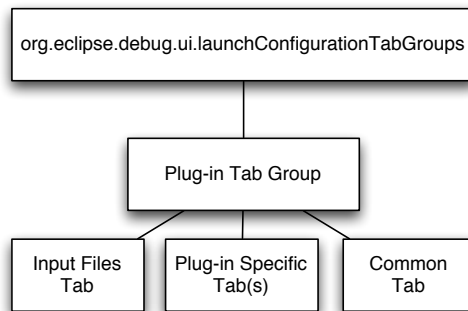 org.eclipse.debug.ui.launchConfigurationTabGroups
Plug-in Tab Group
Input Files
Tab
Plug-in Specific
Tab(s)
Common
Tab